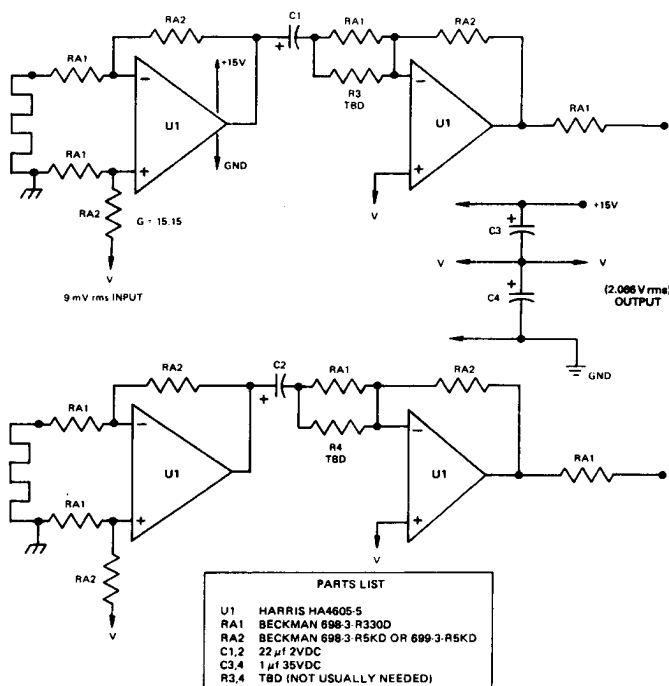 RA2
C1
RA1
RA2
RA1
+
+15V
R3
TBD
U1
U1
RA1
RA1
GND
RA2
G = 15.15
V
+15V
C3
V
V
V
9 mV rms INPUT
C4
(2.066 V rms)
OUTPUT
GND
RA2
C2
RA1
RA2
RA1
+
R4
TBD
U1
U1
RA1
RA1
V
RA2
V
PARTS LIST
U1 HARRIS HA4605-5
RA1 BECKMAN 698-3-R330D
RA2 BECKMAN 698-3-R5KD OR 699-3-R5KD
C1,2 22 µf 2VDC
C3,4 1 µf 35VDC
R3,4 TBD (NOT USUALLY NEEDED)